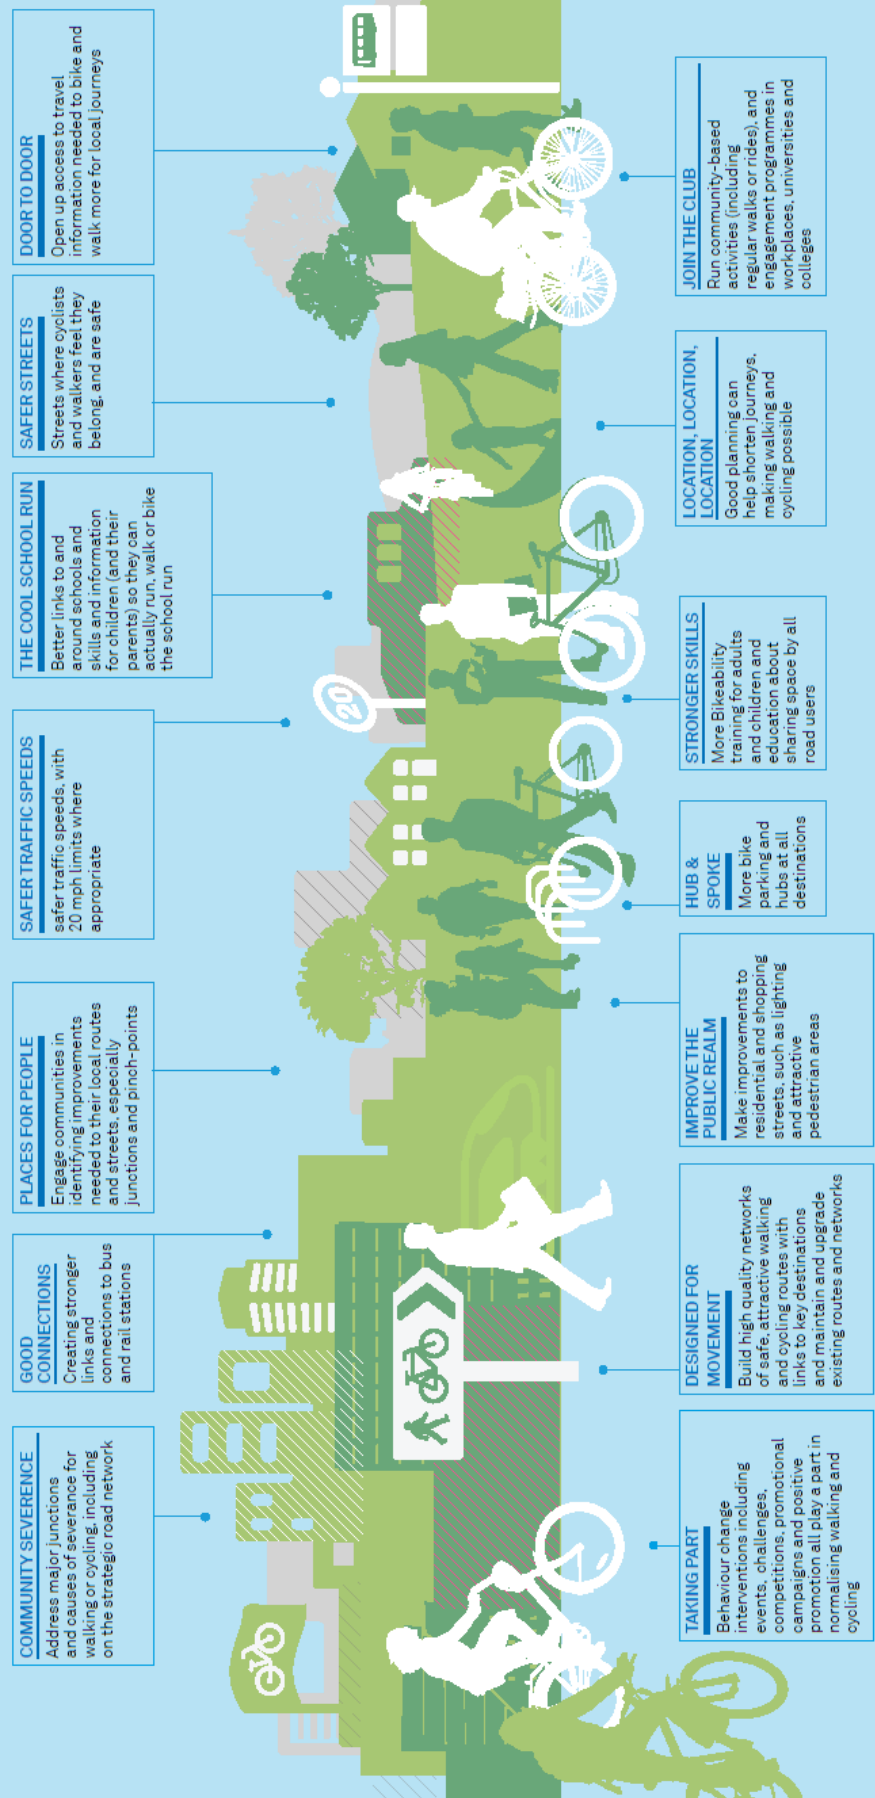 COMMUNITY SEVERENCE
Address major junctions
and causes of severance for
walking or cycling, including
on the strategic road network
GOOD
CONNECTIONS
Creating stronger
links and
connections to bus
and rail stations
PLACES FOR PEOPLE
Engage communities in
identifying improvements
needed to their local routes
and streets, especially
junctions and pinch-points
SAFER TRAFFIC SPEEDS
safer traffic speeds, with
20 mph limits where
appropriate
THE COOL SCHOOL RUN
Better links to and
around schools and
skills and information
for children (and their
parents) so they can
actually run, walk or bike
the school run
SAFER STREETS
Streets where cyclists
and walkers feel they
belong, and are safe
DOOR TO DOOR
Open up access to travel
information needed to bike and
walk more for local journeys
20
TAKING PART
Behaviour change
interventions including
events, challenges,
competitions, promotional
campaigns and positive
promotion all play a part in
normalising walking and
cycling
DESIGNED FOR
MOVEMENT
Build high quality networks
of safe, attractive walking
and cycling routes with
links to key destinations
and maintain and upgrade
existing routes and networks
IMPROVE THE
PUBLIC REALM
Make improvements to
residential and shopping
streets, such as lighting
and attractive
pedestrian areas
HUB &
SPOKE
More bike
parking and
hubs at all
destinations
STRONGER SKILLS
More Bikeability
training for adults
and children and
education about
sharing space by all
road users
LOCATION, LOCATION,
LOCATION
Good planning can
help shorten journeys,
making walking and
cycling possible
JOIN THE CLUB
Run community-based
activities (including
regular walks or rides), and
engagement programmes in
workplaces, universities and
colleges